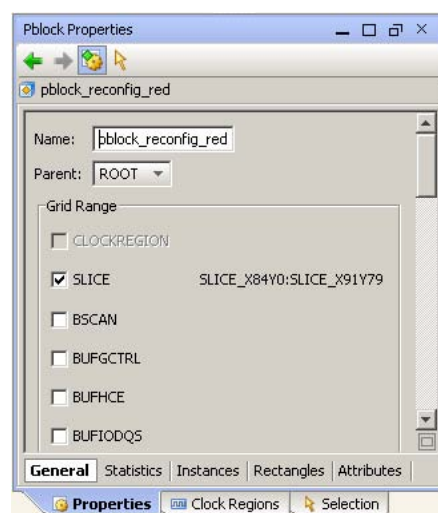 Pblock Properties
pblock_reconfig_red
Name: pblock_reconfig_red
Parent: ROOT
Grid Range
CLOCKREGION
SLICE SLICE_X84Y0:SLICE_X91Y79
BSCAN
BUFGCTRL
BUFHCE
BUFIODQS
General Statistics Instances Rectangles Attributes
Properties Clock Regions Selection